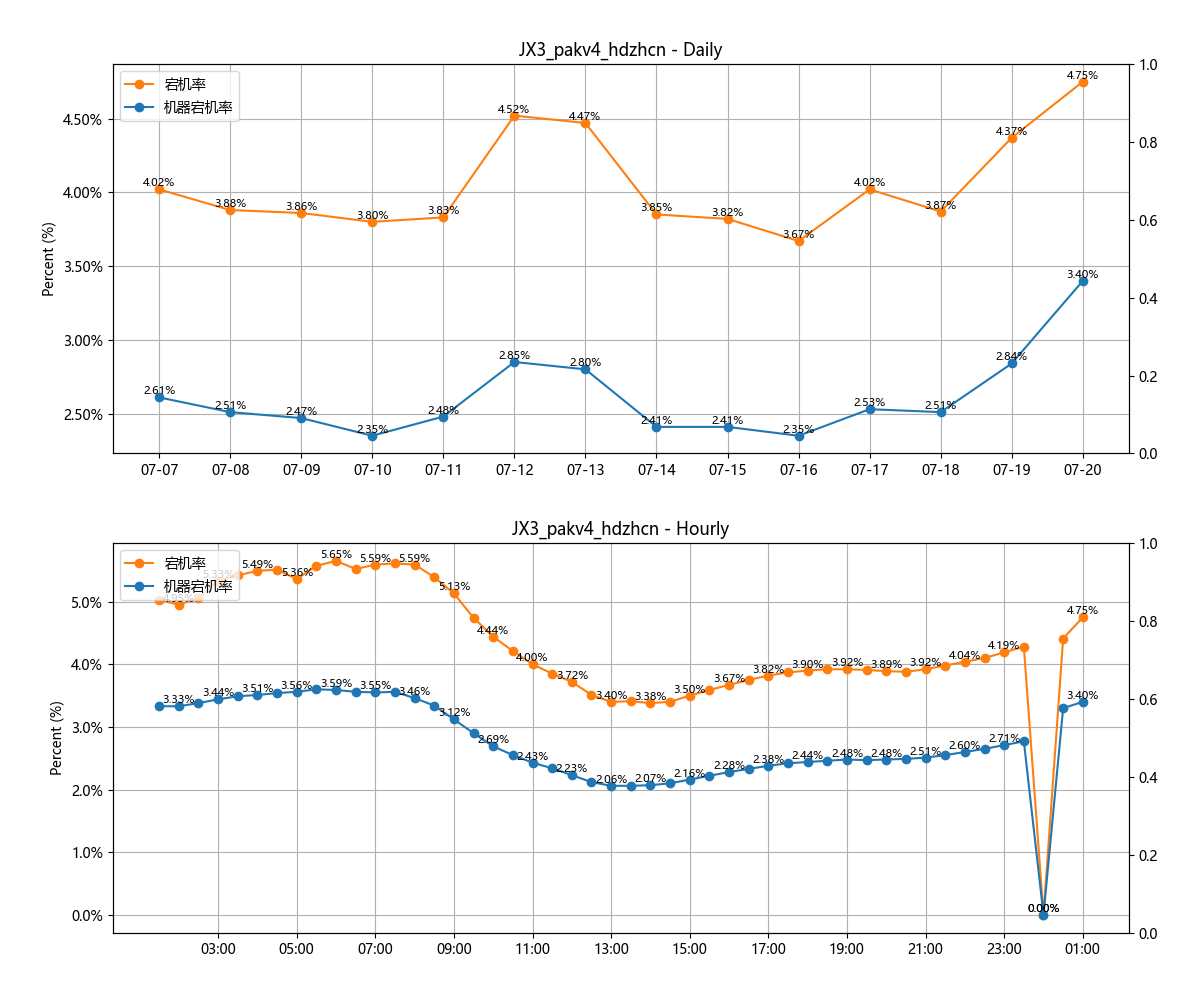 JX3_pakv4_hdzhcn - Daily
宕机率
机器宕机率
Percent (%)
4.50%
4.00%
3.50%
3.00%
2.50%
1.0
0.8
0.6
0.4
0.2
0.0
4.02% 3.88% 3.86% 3.80% 3.83% 4.52% 4.47% 3.85% 3.82% 3.67% 4.02% 3.87% 4.37% 4.75%
2.61% 2.51% 2.47% 2.35% 2.48% 2.85% 2.80% 2.41% 2.41% 2.35% 2.53% 2.51% 2.84% 3.40%
07-07 07-08 07-09 07-10 07-11 07-12 07-13 07-14 07-15 07-16 07-17 07-18 07-19 07-20
JX3_pakv4_hdzhcn - Hourly
宕机率
机器宕机率
Percent (%)
5.0%
4.0%
3.0%
2.0%
1.0%
0.0%
1.0
0.8
0.6
0.4
0.2
0.0
4.95% 5.33% 5.49% 5.36% 5.65% 5.59% 5.59% 5.13% 4.44% 4.00% 3.72% 3.40% 3.38% 3.50% 3.67% 3.82% 3.90% 3.92% 3.89% 3.92% 4.04% 4.19% 0.00% 4.75%
3.33% 3.44% 3.51% 3.56% 3.59% 3.55% 3.46% 3.12% 2.69% 2.43% 2.23% 2.06% 2.07% 2.16% 2.28% 2.38% 2.44% 2.48% 2.48% 2.51% 2.60% 2.71% 0.00% 3.40%
03:00 05:00 07:00 09:00 11:00 13:00 15:00 17:00 19:00 21:00 23:00 01:00